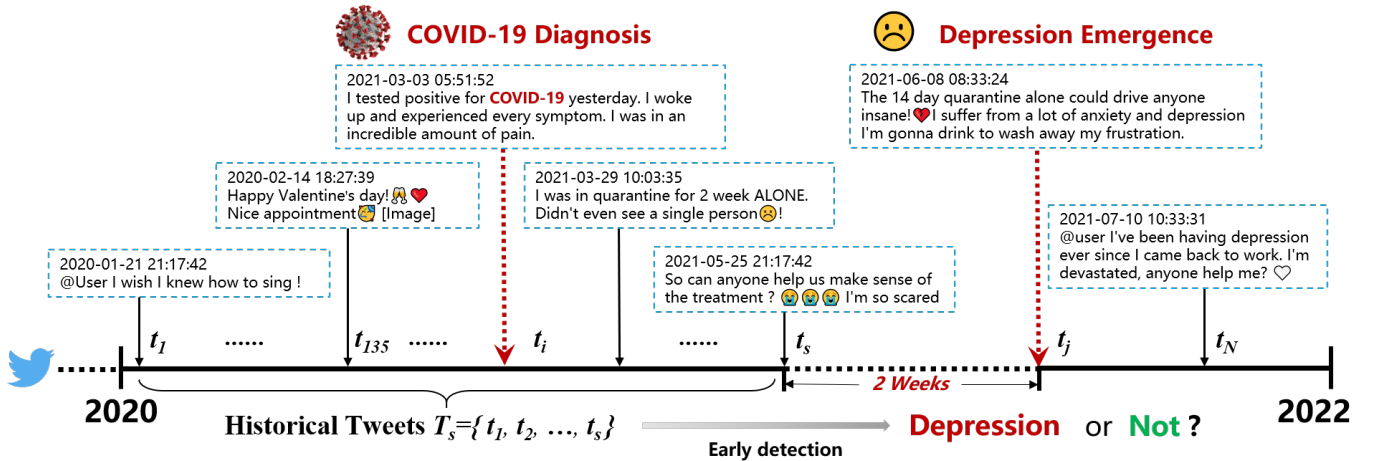 COVID-19 Diagnosis
Depression Emergence
2021-03-03 05:51:52
I tested positive for COVID-19 yesterday. I woke
up and experienced every symptom. I was in an
incredible amount of pain.
2021-06-08 08:33:24
The 14 day quarantine alone could drive anyone
insane!💔I suffer from a lot of anxiety and depression
I'm gonna drink to wash away my frustration.
2020-02-14 18:27:39
Happy Valentine's day!🥂❤️
Nice appointment🥳 [Image]
2021-03-29 10:03:35
I was in quarantine for 2 week ALONE.
Didn't even see a single person☹️!
2021-07-10 10:33:31
@user I've been having depression
ever since I came back to work. I'm
devastated, anyone help me? ♡
2020-01-21 21:17:42
@User I wish I knew how to sing !
2021-05-25 21:17:42
So can anyone help us make sense of
the treatment ? 😭😭😭 I'm so scared
t1 ...... t135 ...... ti ...... ts tj tN
2 Weeks
2020
2022
Historical Tweets Ts={ t1, t2, …, ts}
Early detection
Depression or Not ?